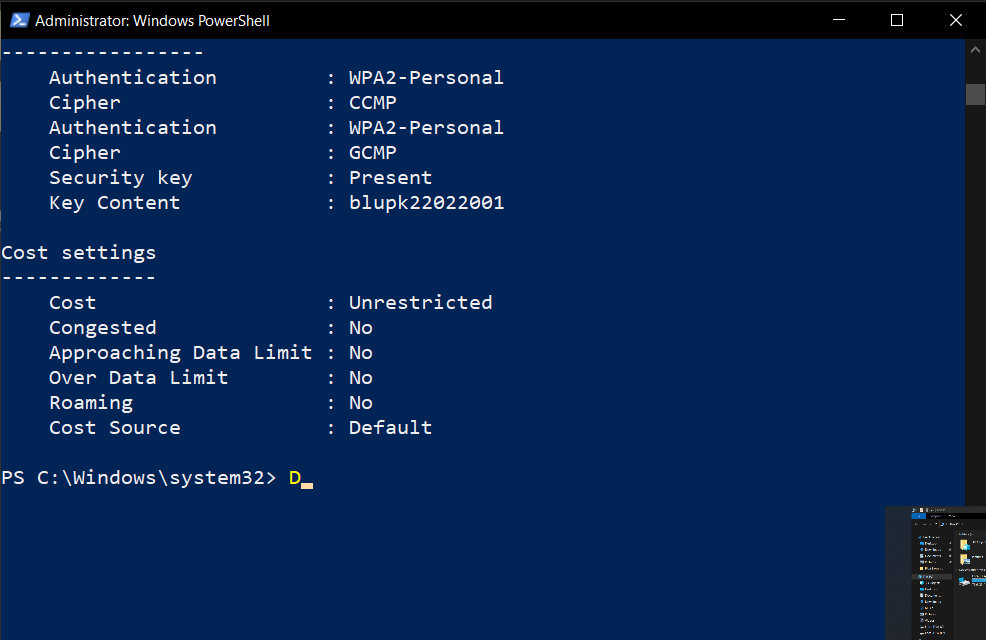 Administrator: Windows PowerShell
-----------------
Authentication : WPA2-Personal
Cipher : CCMP
Authentication : WPA2-Personal
Cipher : GCMP
Security key : Present
Key Content : blupk22022001
Cost settings
-------------
Cost : Unrestricted
Congested : No
Approaching Data Limit : No
Over Data Limit : No
Roaming : No
Cost Source : Default
PS C:\Windows\system32> D_